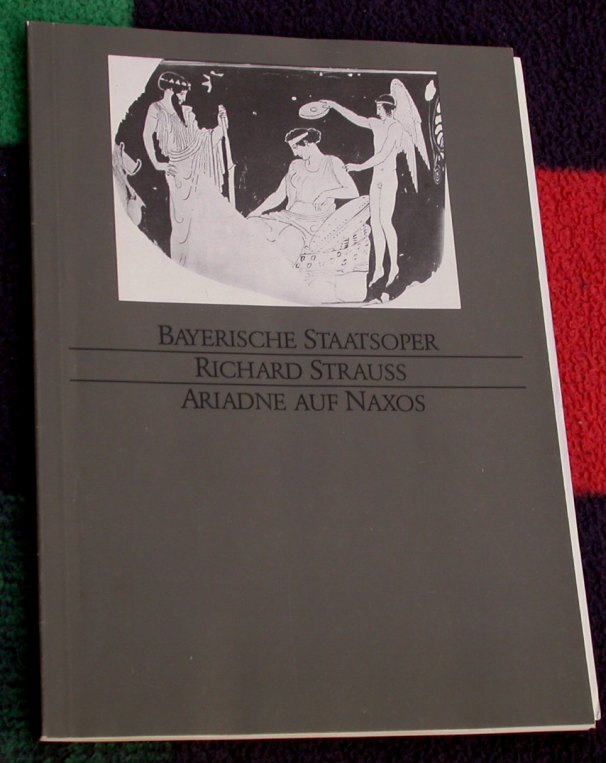 BAYERISCHE STAATSOPER
RICHARD STRAUSS
ARIADNE AUF NAXOS